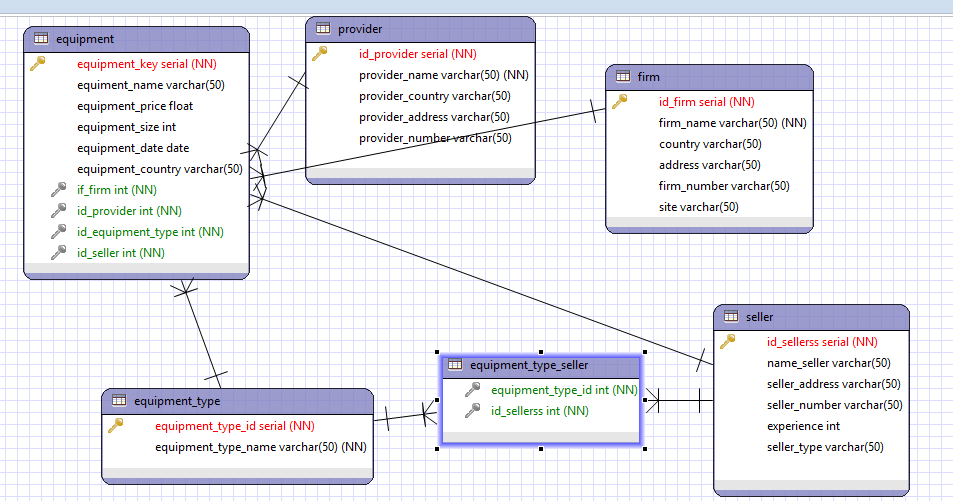 equipment
equipment_key serial (NN)
equiment_name varchar(50)
equipment_price float
equipment_size int
equipment_date date
equipment_country varchar(50)
if_firm int (NN)
id_provider int (NN)
id_equipment_type int (NN)
id_seller int (NN)
provider
id_provider serial (NN)
provider_name varchar(50) (NN)
provider_country varchar(50)
provider_address varchar(50)
provider_number varchar(50)
firm
id_firm serial (NN)
firm_name varchar(50) (NN)
country varchar(50)
address varchar(50)
firm_number varchar(50)
site varchar(50)
equipment_type
equipment_type_id serial (NN)
equipment_type_name varchar(50) (NN)
equipment_type_seller
equipment_type_id int (NN)
id_sellerss int (NN)
seller
id_sellerss serial (NN)
name_seller varchar(50)
seller_address varchar(50)
seller_number varchar(50)
experience int
seller_type varchar(50)